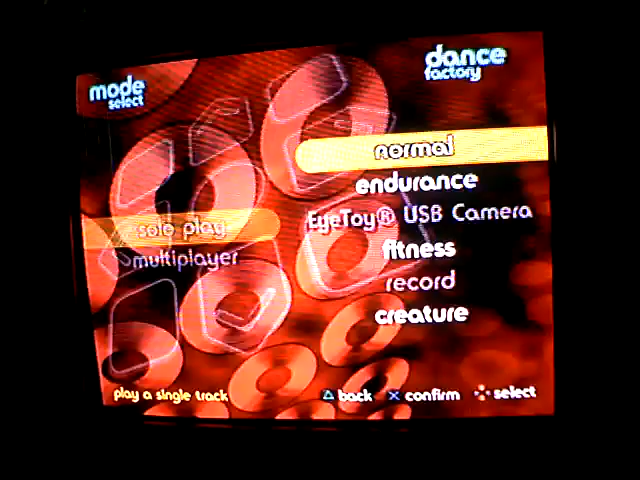 mode
select
dance
factory
normal
endurance
EyeToy® USB Camera
fitness
record
creature
solo play
multiplayer
play a single track
back
confirm
select